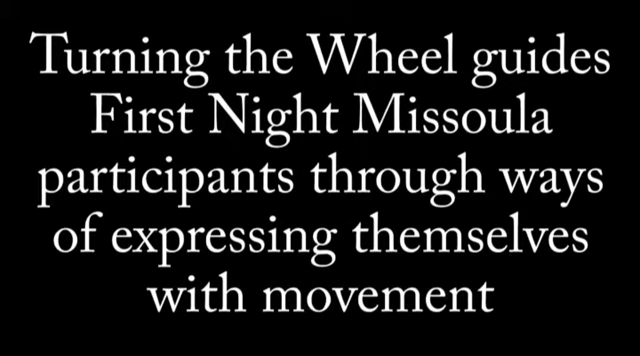 Turning the Wheel guides
First Night Missoula
participants through ways
of expressing themselves
with movement